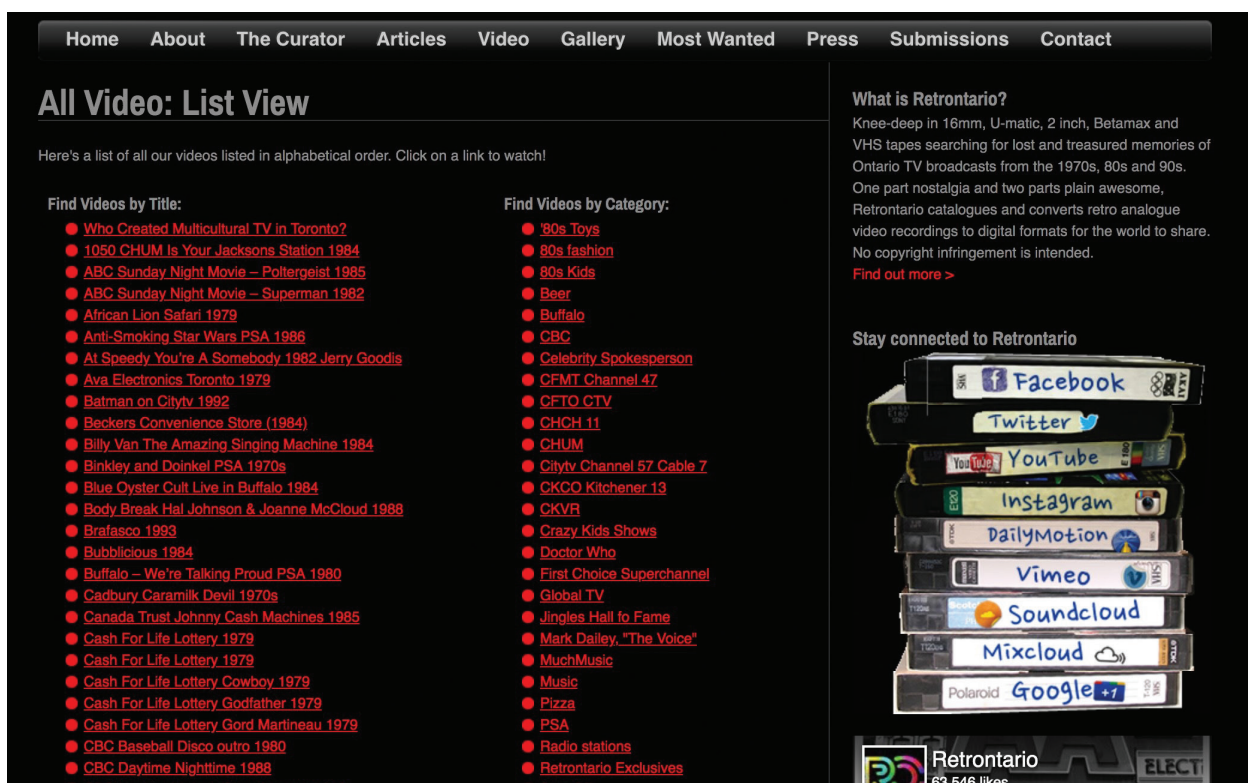 Home About The Curator Articles Video Gallery Most Wanted Press Submissions Contact
All Video: List View
Here's a list of all our videos listed in alphabetical order. Click on a link to watch!
Find Videos by Title:
Who Created Multicultural TV in Toronto?
1050 CHUM Is Your Jacksons Station 1984
ABC Sunday Night Movie – Poltergeist 1985
ABC Sunday Night Movie – Superman 1982
African Lion Safari 1979
Anti-Smoking Star Wars PSA 1986
At Speedy You're A Somebody 1982 Jerry Goodis
Ava Electronics Toronto 1979
Batman on Citytv 1992
Beckers Convenience Store (1984)
Billy Van The Amazing Singing Machine 1984
Binkley and Doinkel PSA 1970s
Blue Oyster Cult Live in Buffalo 1984
Body Break Hal Johnson & Joanne McCloud 1988
Brafasco 1993
Bubblicious 1984
Buffalo – We're Talking Proud PSA 1980
Cadbury Caramilk Devil 1970s
Canada Trust Johnny Cash Machines 1985
Cash For Life Lottery 1979
Cash For Life Lottery 1979
Cash For Life Lottery Cowboy 1979
Cash For Life Lottery Godfather 1979
Cash For Life Lottery Gord Martineau 1979
CBC Baseball Disco outro 1980
CBC Daytime Nighttime 1988
Find Videos by Category:
'80s Toys
80s fashion
80s Kids
Beer
Buffalo
CBC
Celebrity Spokesperson
CFMT Channel 47
CFTO CTV
CHCH 11
CHUM
Citytv Channel 57 Cable 7
CKCO Kitchener 13
CKVR
Crazy Kids Shows
Doctor Who
First Choice Superchannel
Global TV
Jingles Hall fo Fame
Mark Dailey, "The Voice"
MuchMusic
Music
Pizza
PSA
Radio stations
Retrontario Exclusives
What is Retrontario?
Knee-deep in 16mm, U-matic, 2 inch, Betamax and
VHS tapes searching for lost and treasured memories of
Ontario TV broadcasts from the 1970s, 80s and 90s.
One part nostalgia and two parts plain awesome,
Retrontario catalogues and converts retro analogue
video recordings to digital formats for the world to share.
No copyright infringement is intended.
Find out more >
Stay connected to Retrontario
VHS Facebook AKAI
E180 Twitter
YouTube YouTube E180
E120 Instagram
TDK DailyMotion
Vimeo
Soundcloud
Mixcloud TDK
Polaroid Google +1 T-120
Retrontario
63,546 likes
ELECT